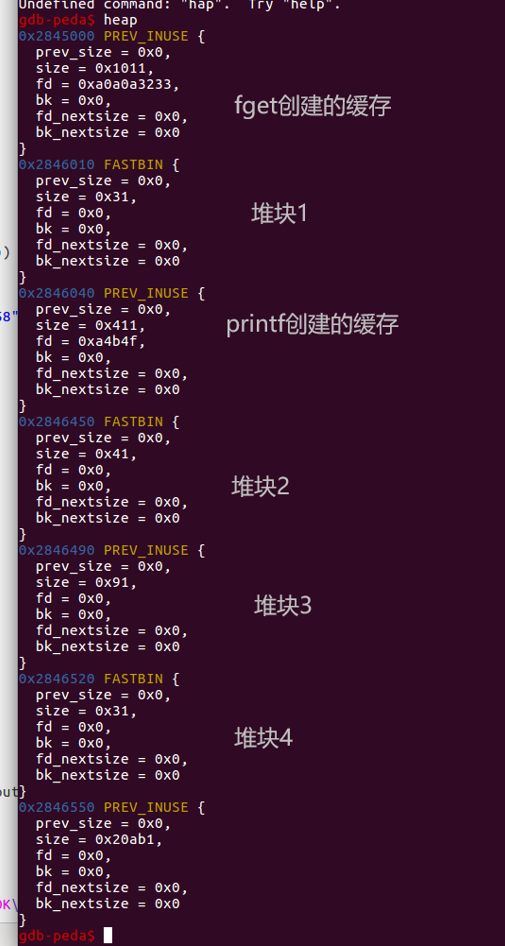 Undefined command: "hap".  Try "help".
gdb-peda$ heap
0x2845000 PREV_INUSE {
prev_size = 0x0,
size = 0x1011,
fd = 0xa0a0a3233,
bk = 0x0,
fget创建的缓存
fd_nextsize = 0x0,
bk_nextsize = 0x0
}
0x2846010 FASTBIN {
prev_size = 0x0,
size = 0x31,
fd = 0x0,
堆块1
bk = 0x0,
)
fd_nextsize = 0x0,
bk_nextsize = 0x0
}
0x2846040 PREV_INUSE {
prev_size = 0x0,
58"
size = 0x411,
printf创建的缓存
fd = 0xa4b4f,
bk = 0x0,
fd_nextsize = 0x0,
bk_nextsize = 0x0
}
0x2846450 FASTBIN {
prev_size = 0x0,
size = 0x41,
fd = 0x0,
bk = 0x0,
堆块2
fd_nextsize = 0x0,
bk_nextsize = 0x0
}
0x2846490 PREV_INUSE {
prev_size = 0x0,
size = 0x91,
fd = 0x0,
堆块3
bk = 0x0,
fd_nextsize = 0x0,
bk_nextsize = 0x0
}
0x2846520 FASTBIN {
prev_size = 0x0,
size = 0x31,
fd = 0x0,
bk = 0x0,
堆块4
fd_nextsize = 0x0,
bk_nextsize = 0x0
out}
0x2846550 PREV_INUSE {
prev_size = 0x0,
size = 0x20ab1,
fd = 0x0,
bk = 0x0,
fd_nextsize = 0x0,
OK\
bk_nextsize = 0x0
}
gdb-peda$